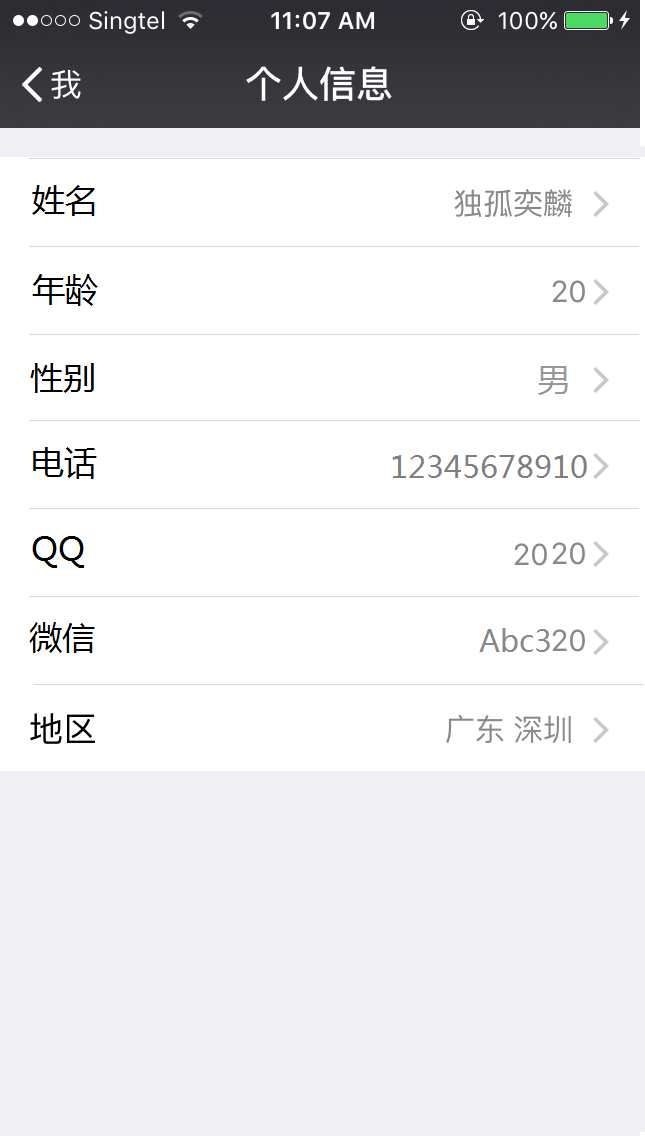 Singtel 11:07 AM 100%
我 个人信息
姓名 独孤奕麟
年龄 20
性别 男
电话 12345678910
QQ 2020
微信 Abc320
地区 广东 深圳